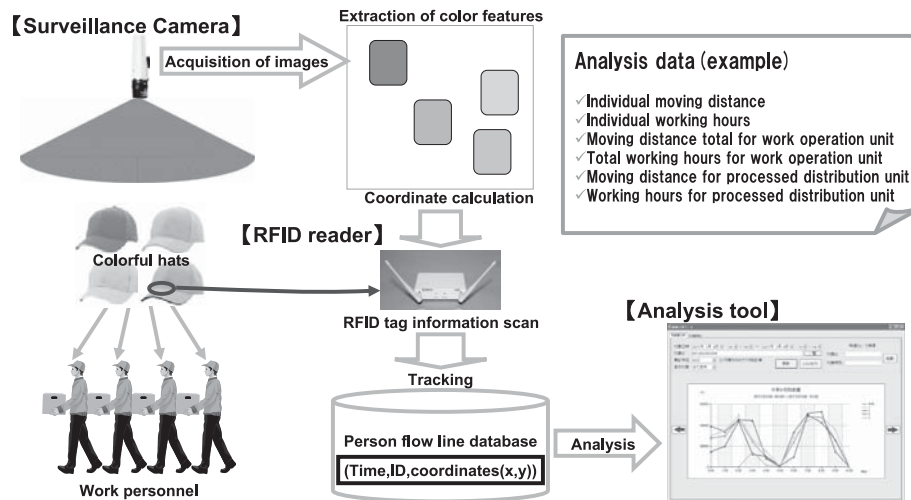 【Surveillance Camera】
Acquisition of images
Extraction of color features
Coordinate calculation
Analysis data (example)
✓Individual moving distance
✓Individual working hours
✓Moving distance total for work operation unit
✓Total working hours for work operation unit
✓Moving distance for processed distribution unit
✓Working hours for processed distribution unit
Colorful hats
【RFID reader】
RFID tag information scan
Work personnel
Tracking
Person flow line database
(Time,ID,coordinates(x,y))
Analysis
【Analysis tool】